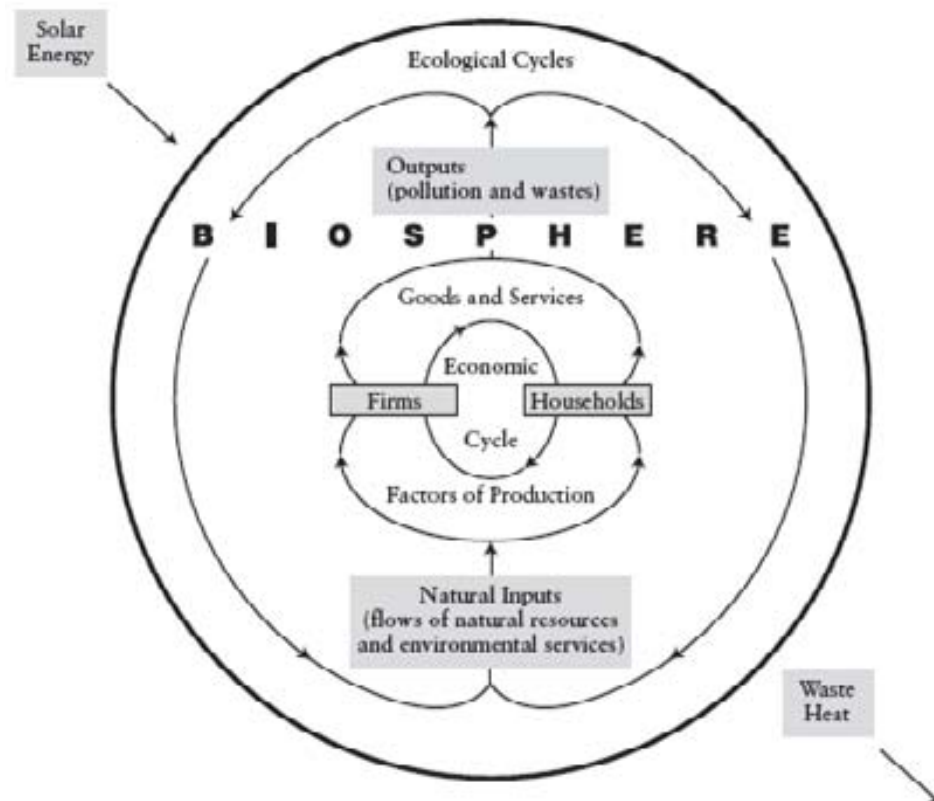 Solar
Energy
Ecological Cycles
Outputs
(pollution and wastes)
BIOSPHERE
Goods and Services
Economic
Firms
Households
Cycle
Factors of Production
Natural Inputs
(flows of natural resources
and environmental services)
Waste
Heat